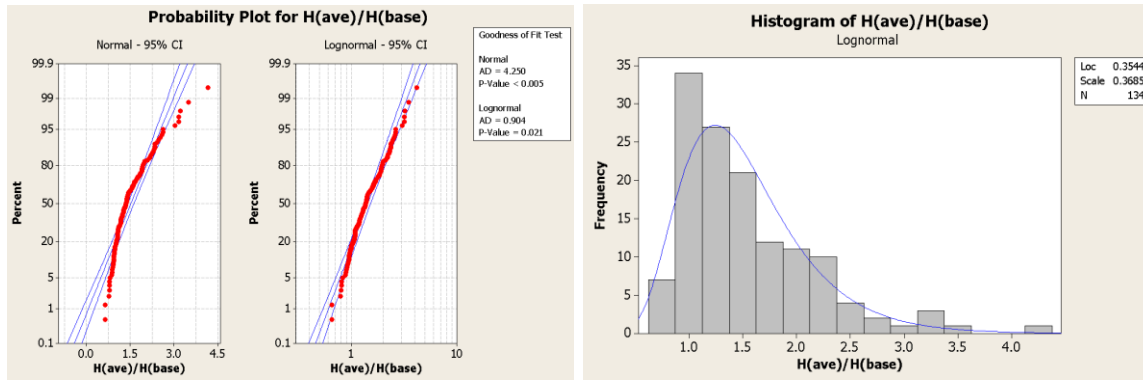 Probability Plot for H(ave)/H(base)
Normal - 95% CI
Lognormal - 95% CI
Goodness of Fit Test
Normal
AD = 4.250
P-Value < 0.005
Lognormal
AD = 0.904
P-Value = 0.021
99.9
99
95
80
50
20
5
1
0.1
Percent
0.0 1.5 3.0 4.5
H(ave)/H(base)
99.9
99
95
80
50
20
5
1
0.1
Percent
1 10
H(ave)/H(base)
Histogram of H(ave)/H(base)
Lognormal
Loc 0.3544
Scale 0.3685
N 134
35
30
25
20
15
10
5
0
Frequency
1.0 1.5 2.0 2.5 3.0 3.5 4.0
H(ave)/H(base)